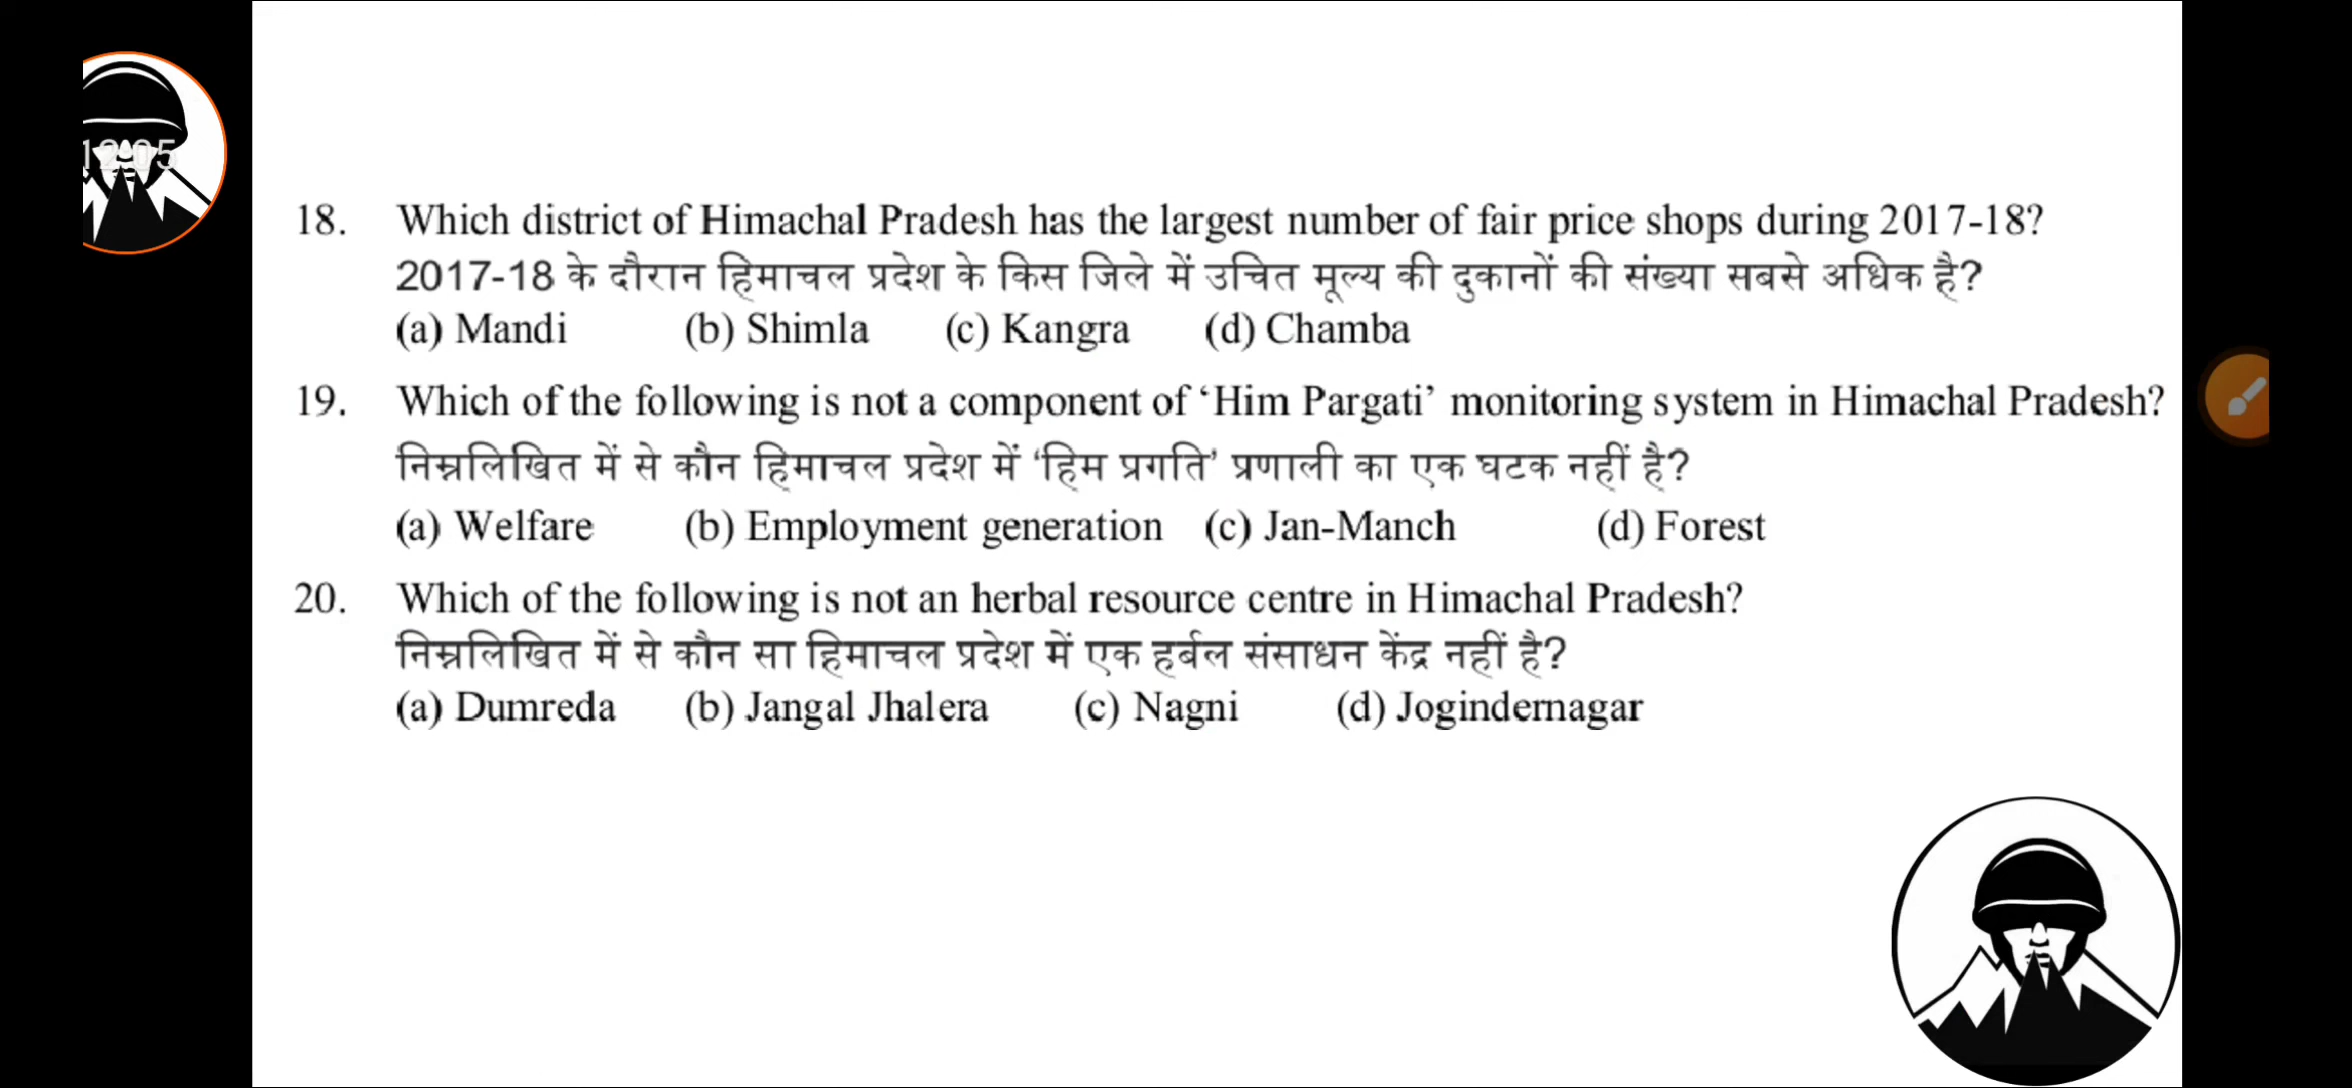 12:05
18. Which district of Himachal Pradesh has the largest number of fair price shops during 2017-18?
2017-18 के दौरान हिमाचल प्रदेश के किस जिले में उचित मूल्य की दुकानों की संख्या सबसे अधिक है?
(a) Mandi (b) Shimla (c) Kangra (d) Chamba
19. Which of the following is not a component of ‘Him Pargati’ monitoring system in Himachal Pradesh?
निम्नलिखित में से कौन हिमाचल प्रदेश में ‘हिम प्रगति’ प्रणाली का एक घटक नहीं है?
(a) Welfare (b) Employment generation (c) Jan-Manch (d) Forest
20. Which of the following is not an herbal resource centre in Himachal Pradesh?
निम्नलिखित में से कौन सा हिमाचल प्रदेश में एक हर्बल संसाधन केंद्र नहीं है?
(a) Dumreda (b) Jangal Jhalera (c) Nagni (d) Jogindernagar